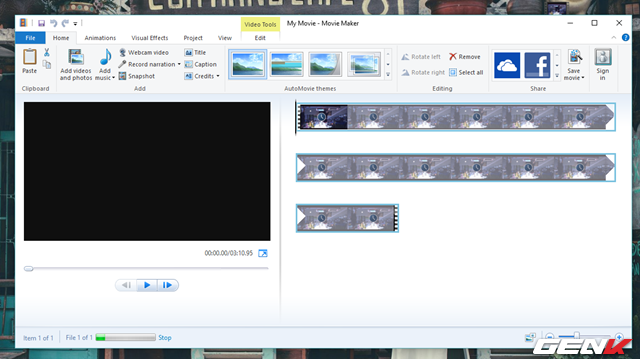 Video Tools
My Movie - Movie Maker
File Home Animations Visual Effects Project View Edit
Paste
Clipboard
Add videos and photos
Add music
Webcam video
Record narration
Snapshot
Title
Caption
Credits
Add
AutoMovie themes
Rotate left
Rotate right
Remove
Select all
Editing
Share
Save movie
Sign in
00:00.00/03:10.95
Item 1 of 1
File 1 of 1
Stop
GENK